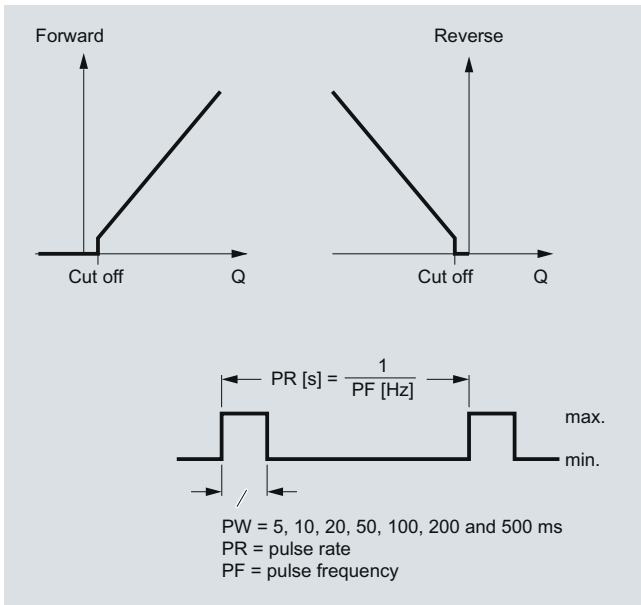 Forward
Reverse
Cut off
Q
Cut off
Q
PR [s] = 1 / PF [Hz]
max.
min.
PW = 5, 10, 20, 50, 100, 200 and 500 ms
PR = pulse rate
PF = pulse frequency